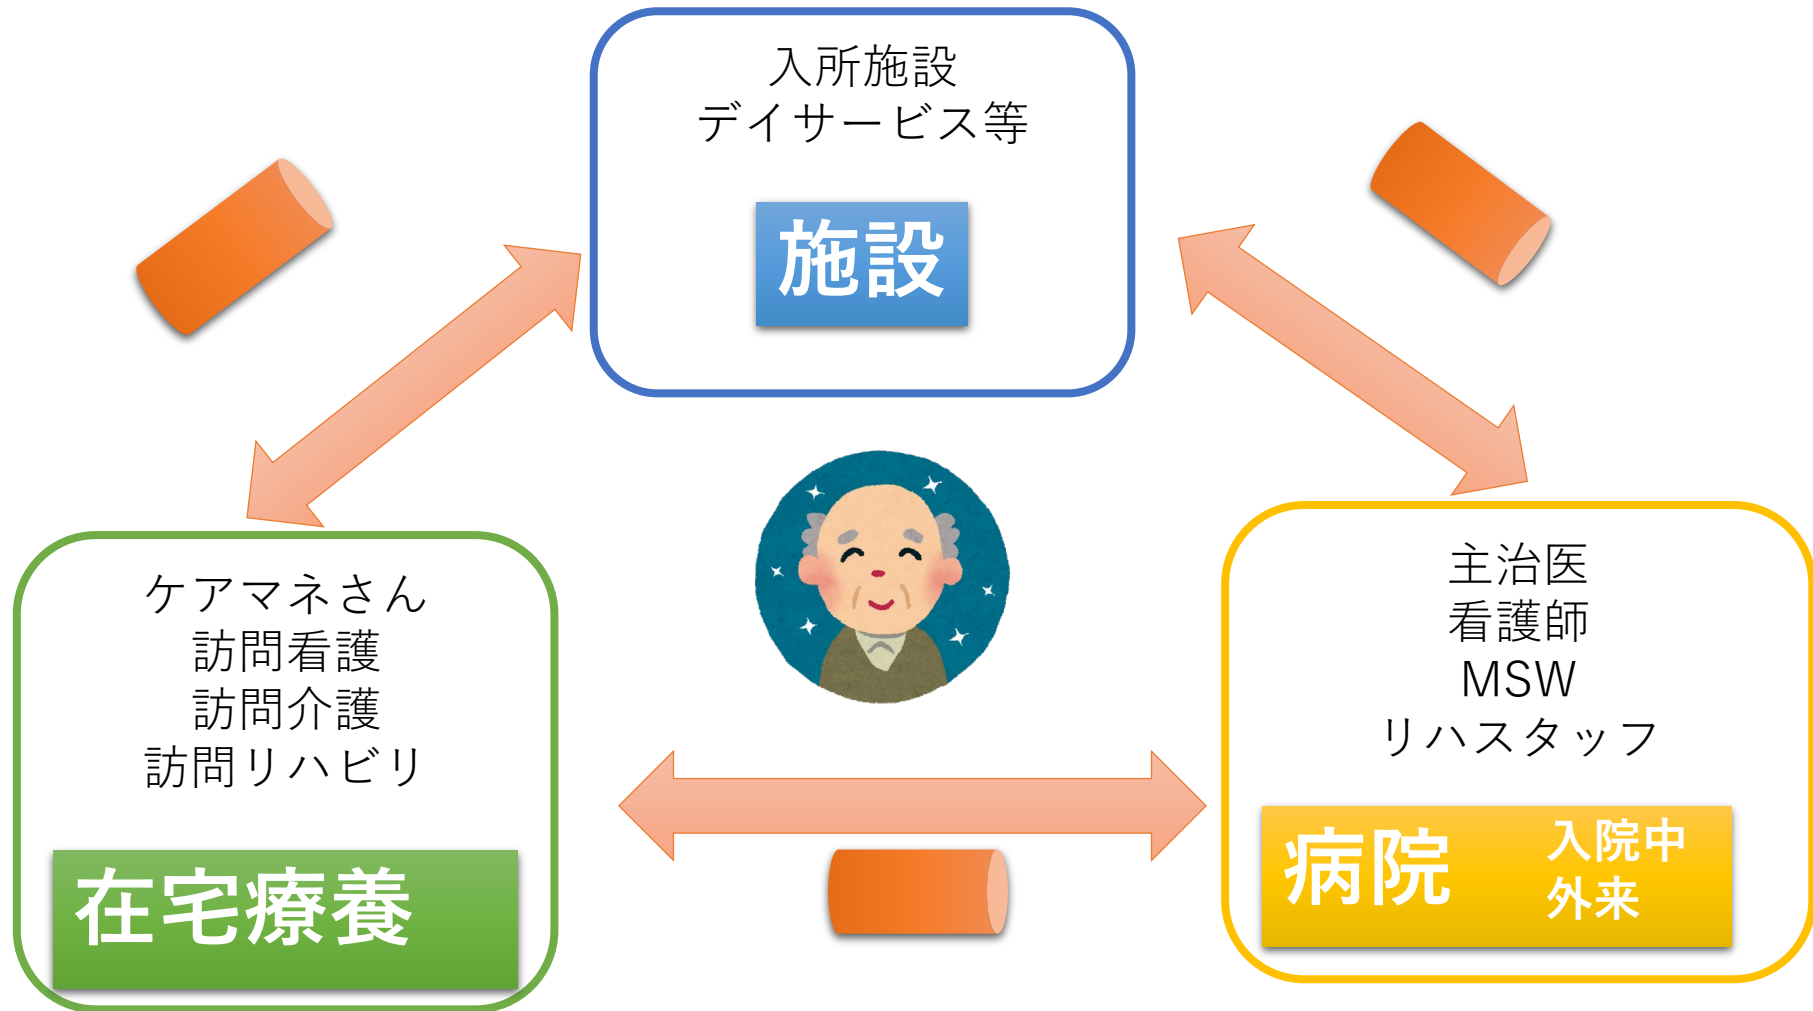 入所施設
デイサービス等
施設
ケアマネさん
訪問看護
訪問介護
訪問リハビリ
在宅療養
主治医
看護師
MSW
リハスタッフ
病院
入院中
外来